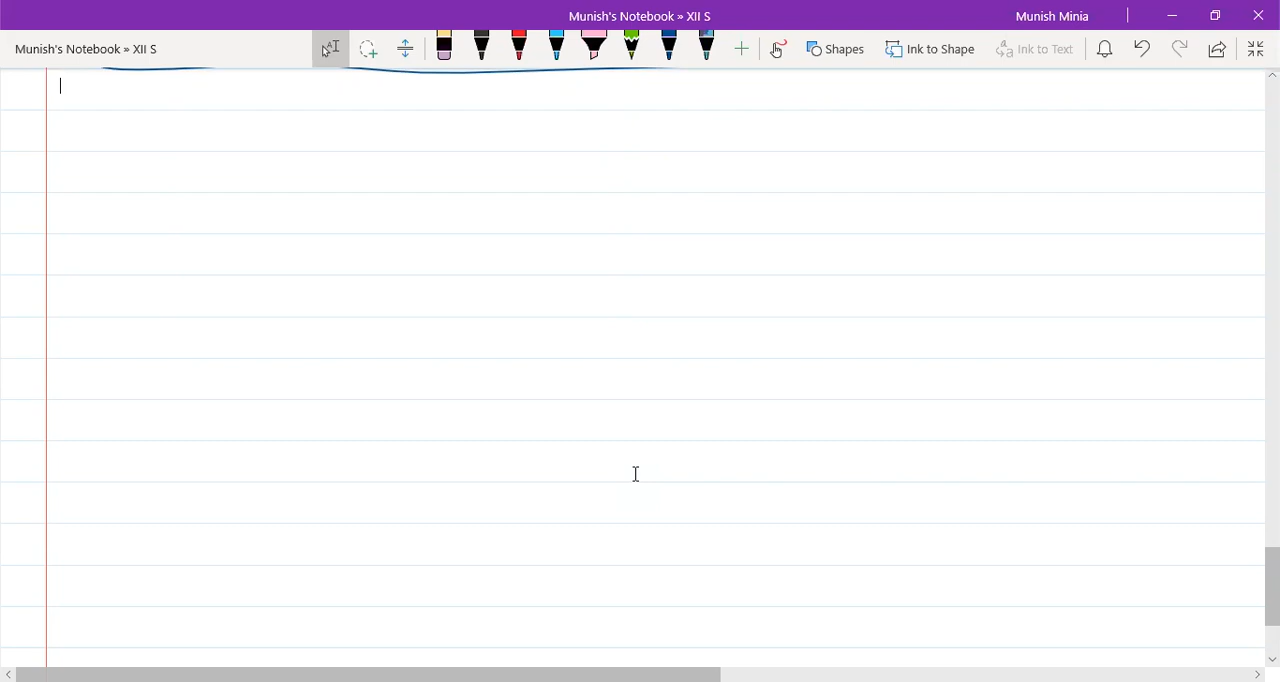 Munish's Notebook » XII S
Munish Minia
Munish's Notebook » XII S
Shapes
Ink to Shape
Ink to Text